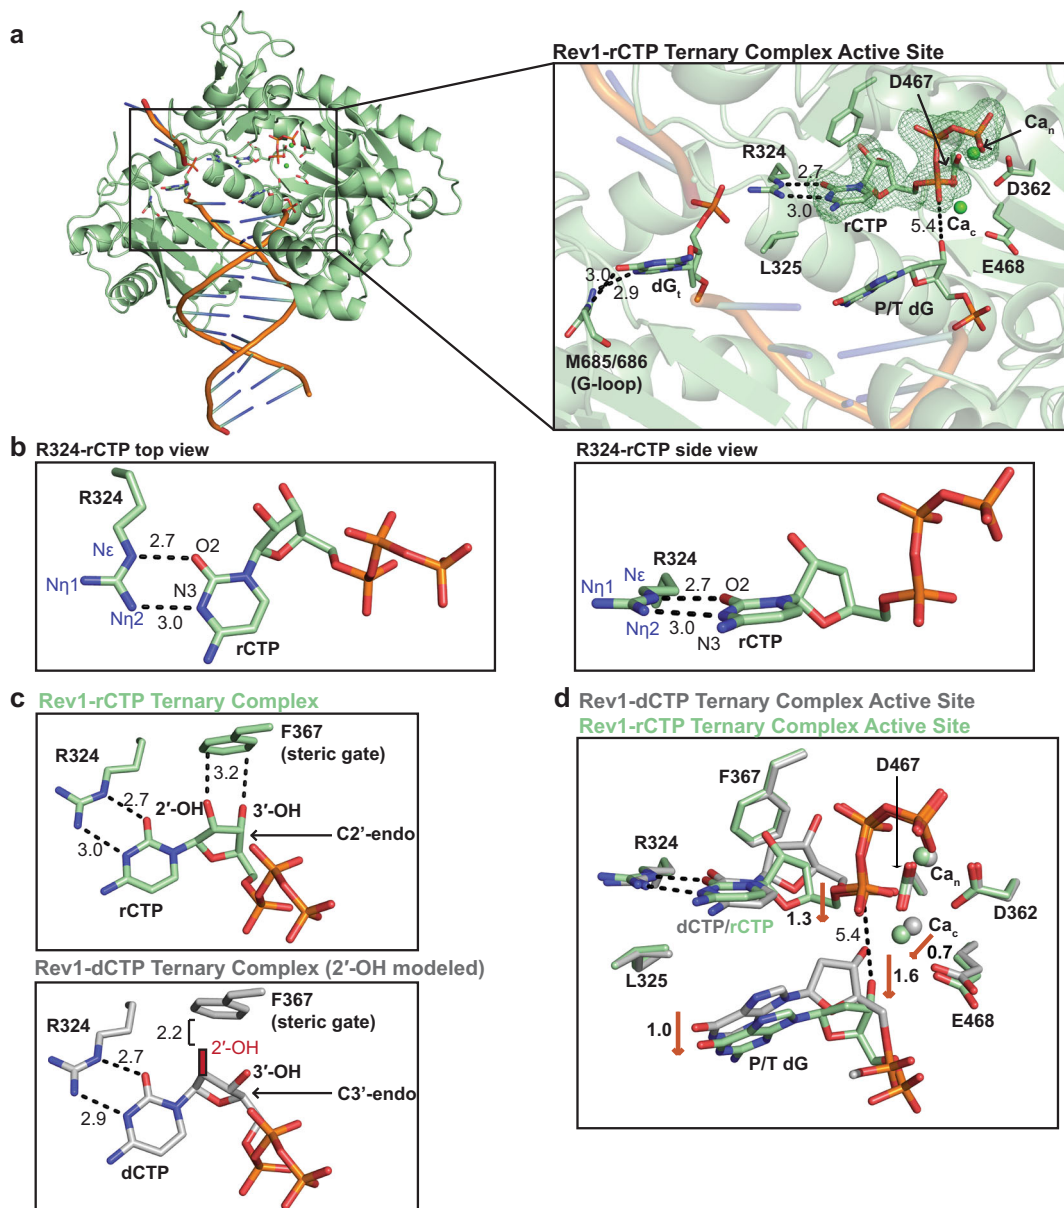 a
Rev1-rCTP Ternary Complex Active Site
D467
Ca_n
R324
2.7
D362
3.0
rCTP
5.4
Ca_c
L325
E468
3.0
dG_t
2.9
P/T dG
M685/686
(G-loop)
b
R324-rCTP top view
R324
2.7
O2
Nε
Nη1
N3
Nη2
3.0
rCTP
R324-rCTP side view
R324
Nε
Nη1
2.7
O2
Nη2
3.0
N3
rCTP
c
Rev1-rCTP Ternary Complex
F367
(steric gate)
R324
3.2
2.7
2′-OH
3′-OH
C2'-endo
3.0
rCTP
Rev1-dCTP Ternary Complex (2′-OH modeled)
F367
(steric gate)
R324
2.2
2′-OH
2.7
3′-OH
C3'-endo
2.9
dCTP
d
Rev1-dCTP Ternary Complex Active Site
Rev1-rCTP Ternary Complex Active Site
D467
F367
R324
Ca_n
D362
dCTP/rCTP
1.3
5.4
Ca_c
0.7
L325
1.6
E468
1.0
P/T dG